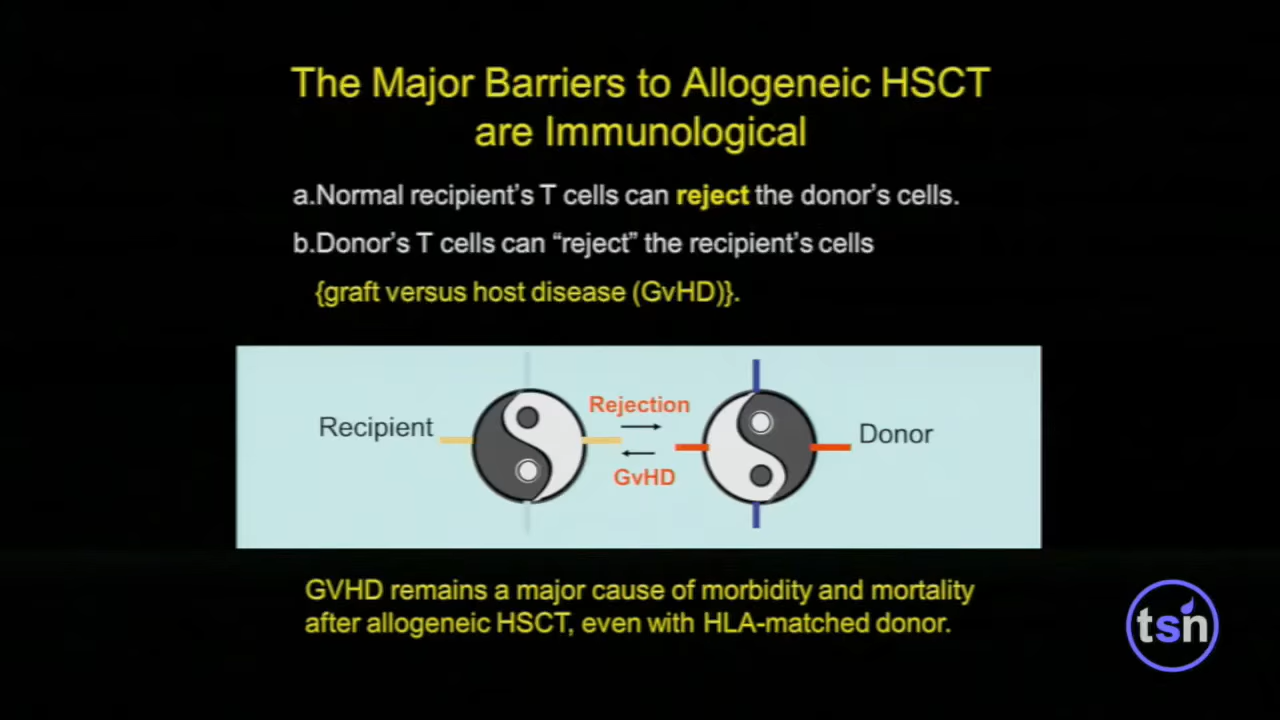 The Major Barriers to Allogeneic HSCT
are Immunological
a.Normal recipient's T cells can reject the donor's cells.
b.Donor's T cells can “reject” the recipient's cells
{graft versus host disease (GvHD)}.
Rejection
Recipient
Donor
GvHD
GVHD remains a major cause of morbidity and mortality
after allogeneic HSCT, even with HLA-matched donor.
tsn